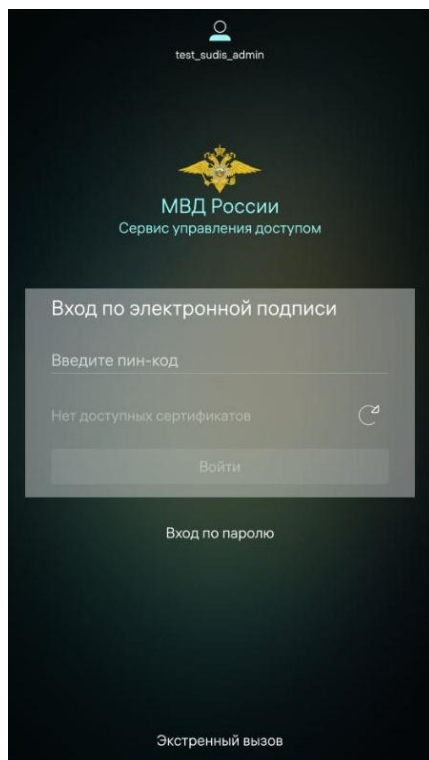 test_sudis_admin
МВД России
Сервис управления доступом
Вход по электронной подписи
Введите пин-код
Нет доступных сертификатов
Войти
Вход по паролю
Экстренный вызов